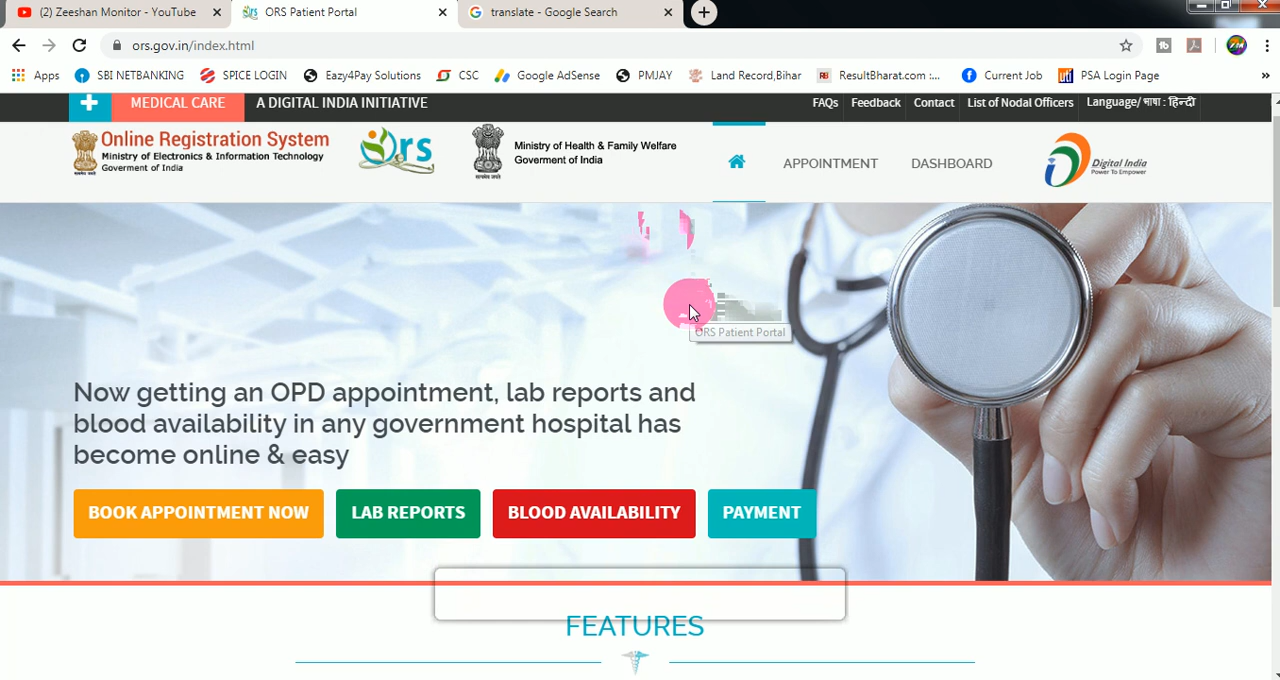 (2) Zeeshan Monitor - YouTube
ORS Patient Portal
translate - Google Search
ors.gov.in/index.html
Apps SBI NETBANKING SPICE LOGIN Eazy4Pay Solutions CSC Google AdSense PMJAY Land Record,Bihar ResultBharat.com :... Current Job PSA Login Page »
MEDICAL CARE A DIGITAL INDIA INITIATIVE FAQs Feedback Contact List of Nodal Officers Language/ भाषा : हिन्दी
Online Registration System
Ministry of Electronics & Information Technology
Goverment of India
Ors
सत्यमेव जयते
Ministry of Health & Family Welfare
Goverment of India
APPOINTMENT
DASHBOARD
Digital India
Power To Empower
ORS Patient Portal
Now getting an OPD appointment, lab reports and
blood availability in any government hospital has
become online & easy
BOOK APPOINTMENT NOW LAB REPORTS BLOOD AVAILABILITY PAYMENT
FEATURES